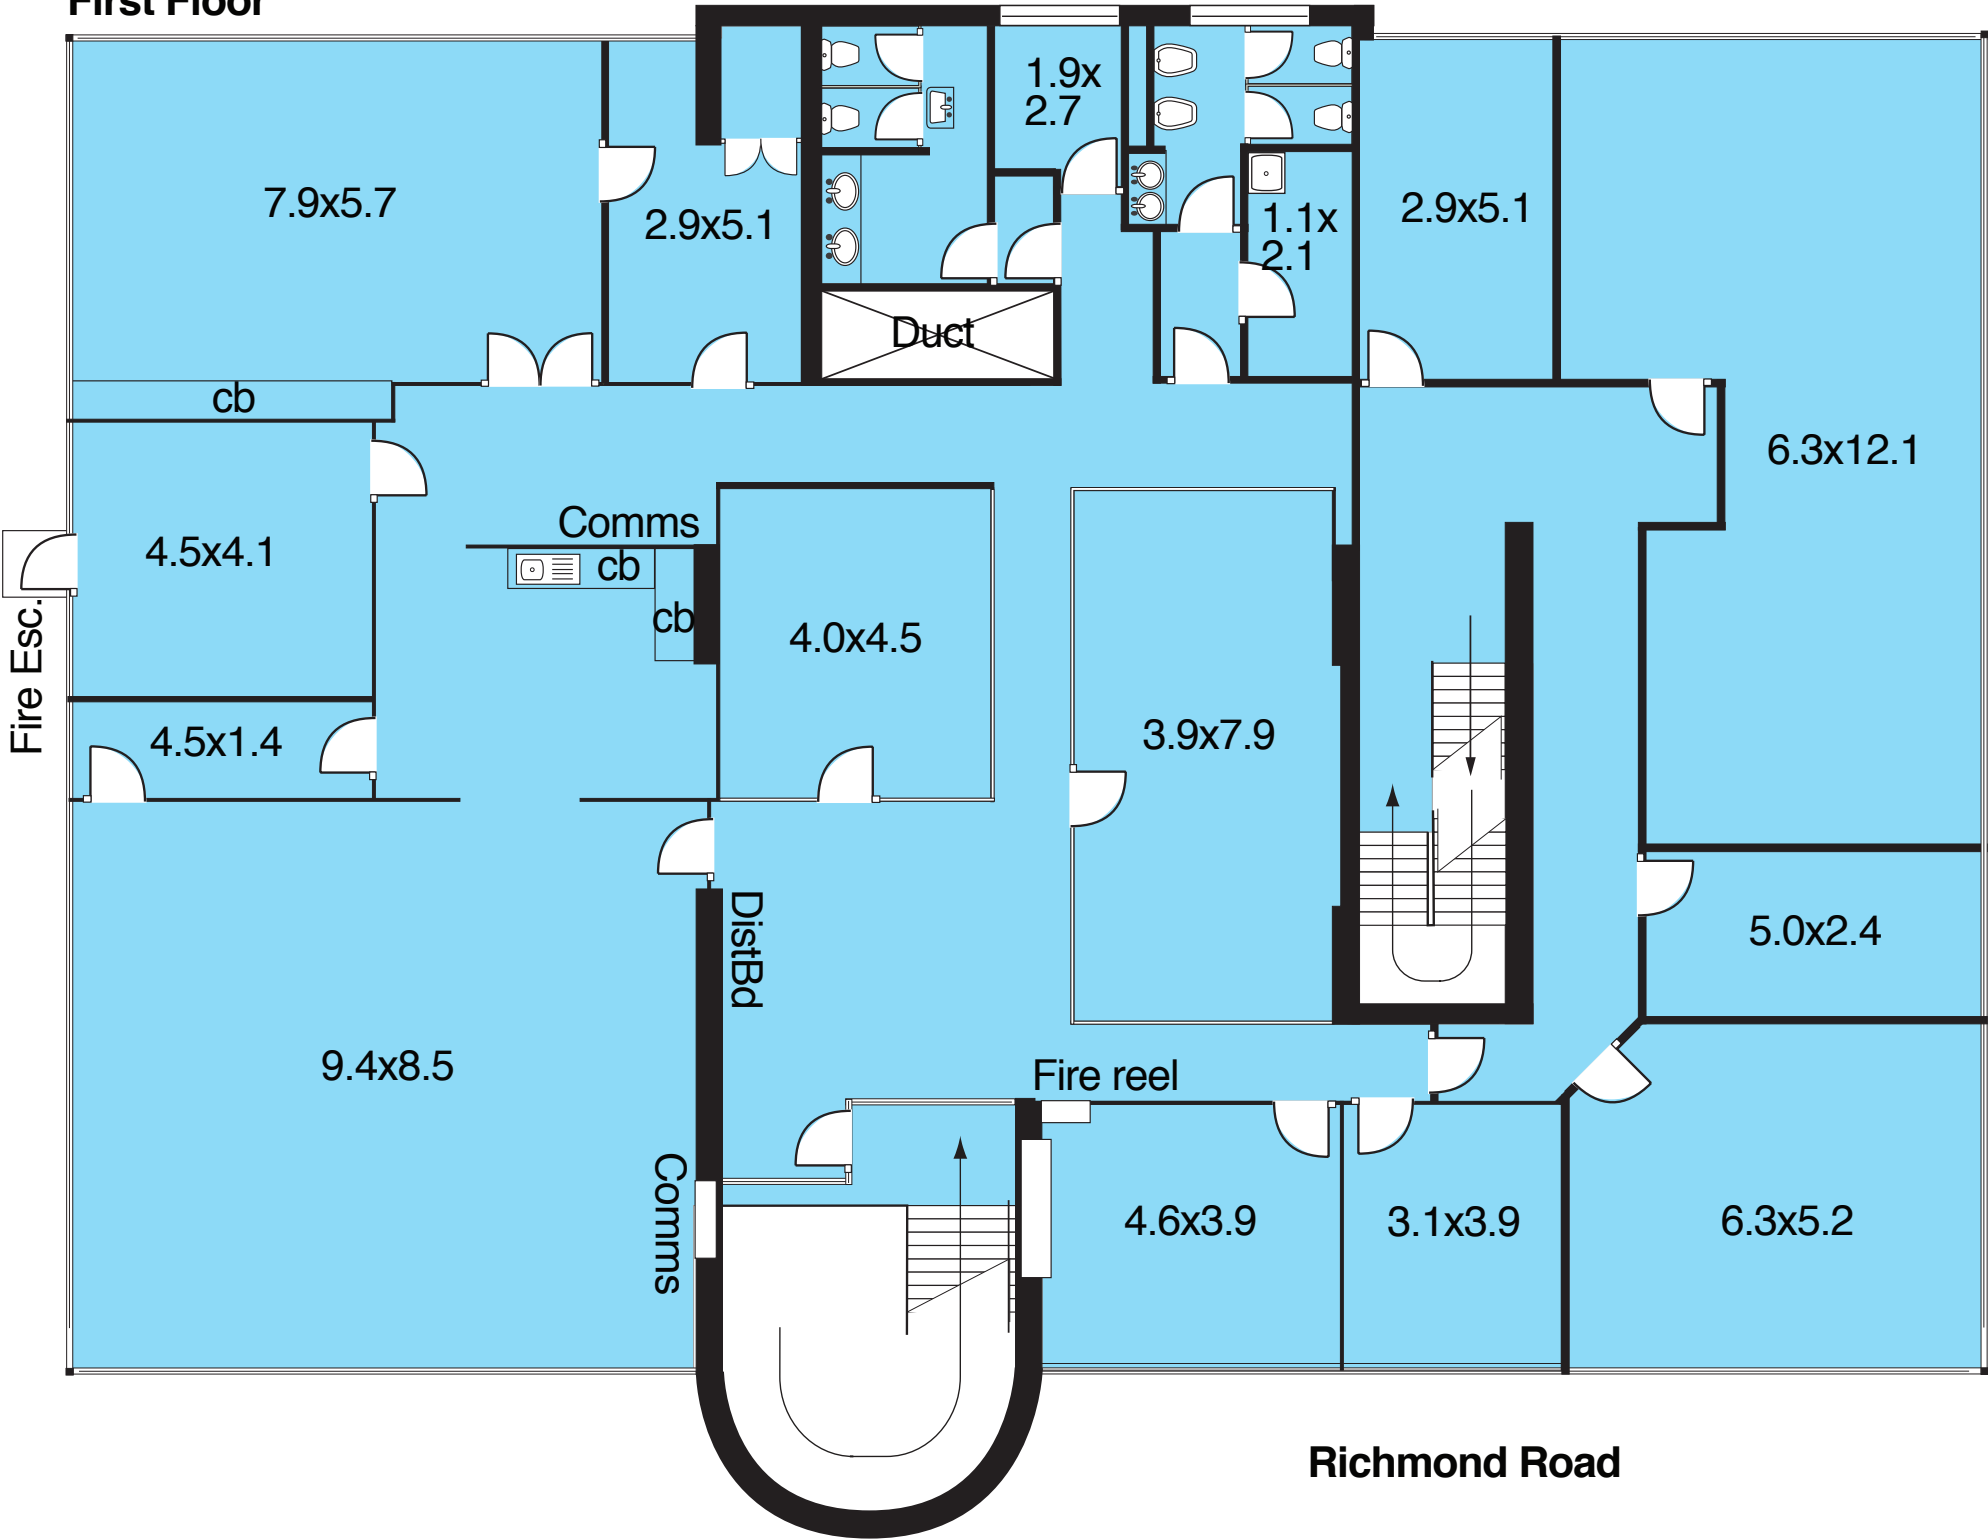 First Floor
1.9x
2.7
7.9x5.7
2.9x5.1
1.1x
2.1
2.9x5.1
Duct
cb
6.3x12.1
Comms
4.5x4.1
cb
cb
4.0x4.5
Fire Esc.
4.5x1.4
3.9x7.9
DistBd
5.0x2.4
9.4x8.5
Fire reel
Comms
4.6x3.9
3.1x3.9
6.3x5.2
Richmond Road